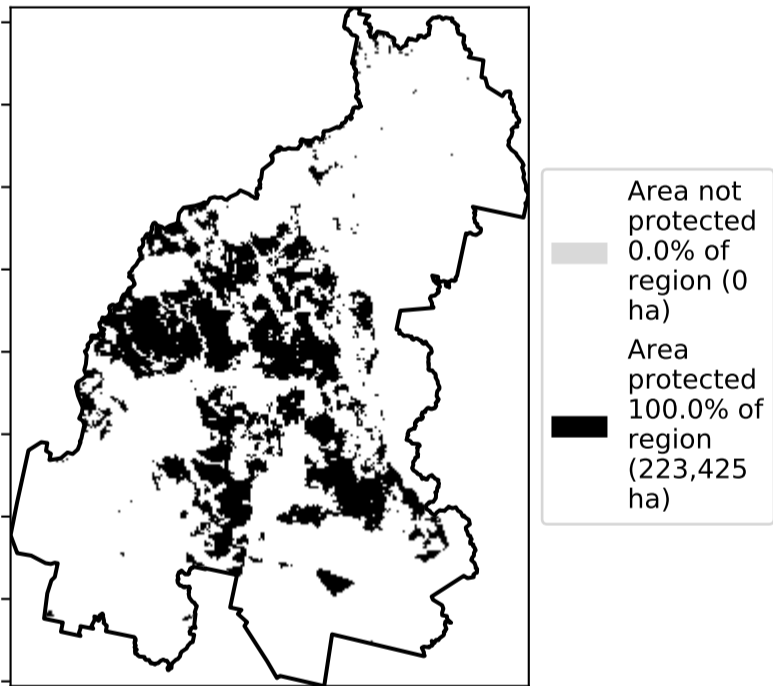 Area not
protected
0.0% of
region (0
ha)
Area
protected
100.0% of
region
(223,425
ha)